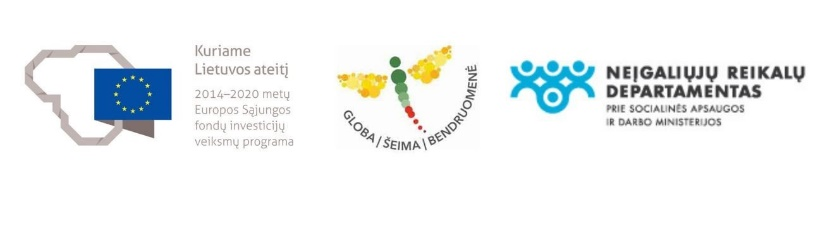 Kuriame
Lietuvos ateitį
2014–2020 metų
Europos Sąjungos
fondų investicijų
veiksmų programa
GLOBA | ŠEIMA | BENDRUOMENĖ
NEĮGALIŲJŲ REIKALŲ
DEPARTAMENTAS
PRIE SOCIALINĖS APSAUGOS
IR DARBO MINISTERIJOS